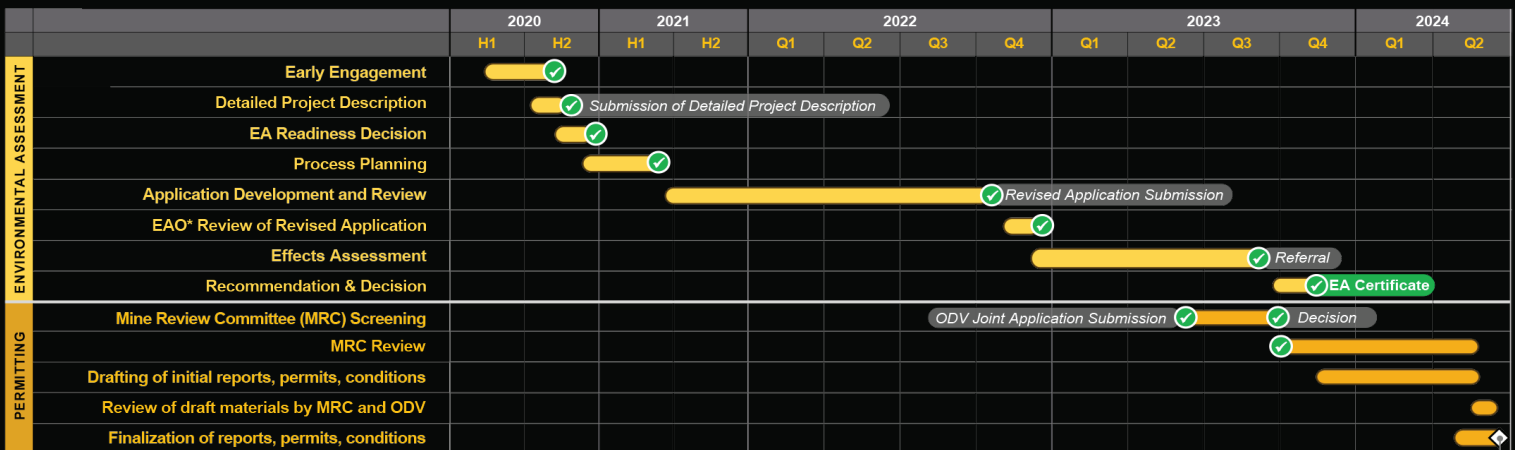 2020 2021 2022 2023 2024
H1 H2 H1 H2 Q1 Q2 Q3 Q4 Q1 Q2 Q3 Q4 Q1 Q2
ENVIRONMENTAL ASSESSMENT
Early Engagement
Detailed Project Description Submission of Detailed Project Description
EA Readiness Decision
Process Planning
Application Development and Review Revised Application Submission
EAO* Review of Revised Application
Effects Assessment Referral
Recommendation & Decision EA Certificate
PERMITTING
Mine Review Committee (MRC) Screening ODV Joint Application Submission Decision
MRC Review
Drafting of initial reports, permits, conditions
Review of draft materials by MRC and ODV
Finalization of reports, permits, conditions